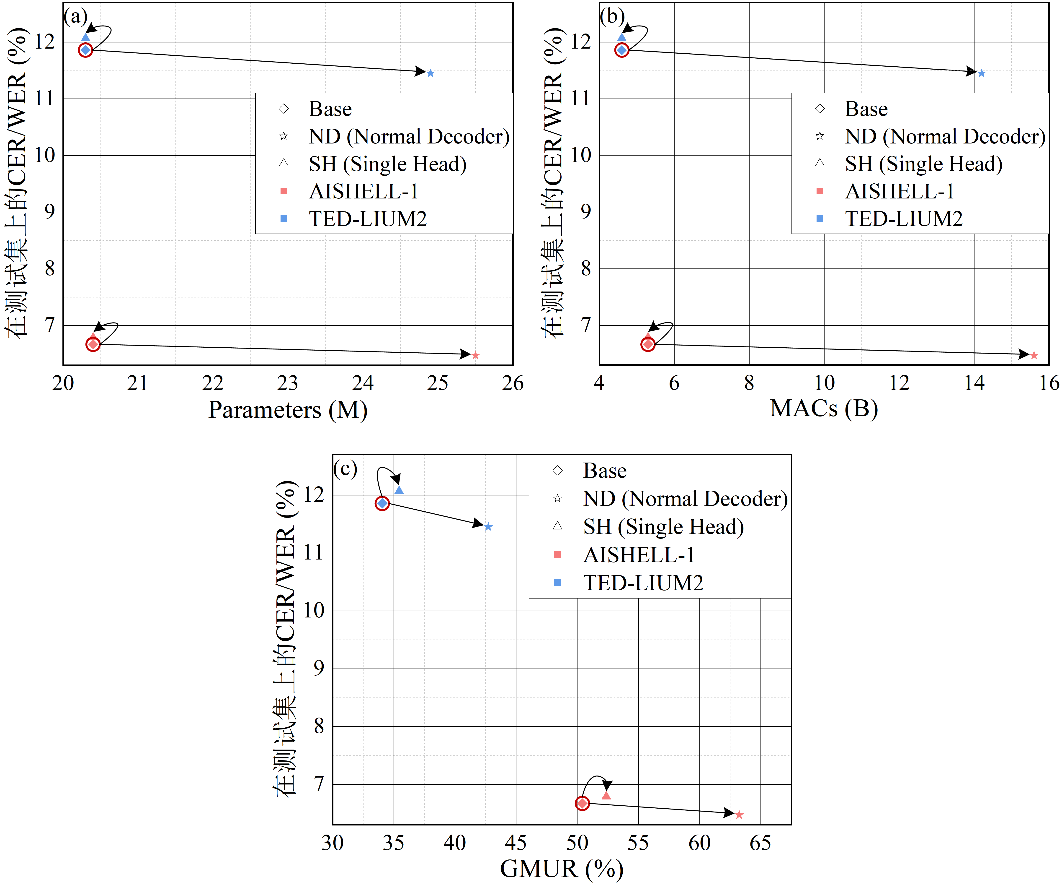 (a)
在测试集上的CER/WER (%)
12
11
10
9
8
7
Base
ND (Normal Decoder)
SH (Single Head)
AISHELL-1
TED-LIUM2
20 21 22 23 24 25 26
Parameters (M)
(b)
在测试集上的CER/WER (%)
12
11
10
9
8
7
Base
ND (Normal Decoder)
SH (Single Head)
AISHELL-1
TED-LIUM2
4 6 8 10 12 14 16
MACs (B)
(c)
在测试集上的CER/WER (%)
12
11
10
9
8
7
Base
ND (Normal Decoder)
SH (Single Head)
AISHELL-1
TED-LIUM2
30 35 40 45 50 55 60 65
GMUR (%)